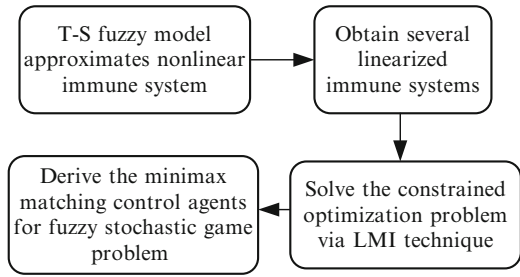 T-S fuzzy model
approximates nonlinear
immune system
Obtain several
linearized
immune systems
Solve the constrained
optimization problem
via LMI technique
Derive the minimax
matching control agents
for fuzzy stochastic game
problem